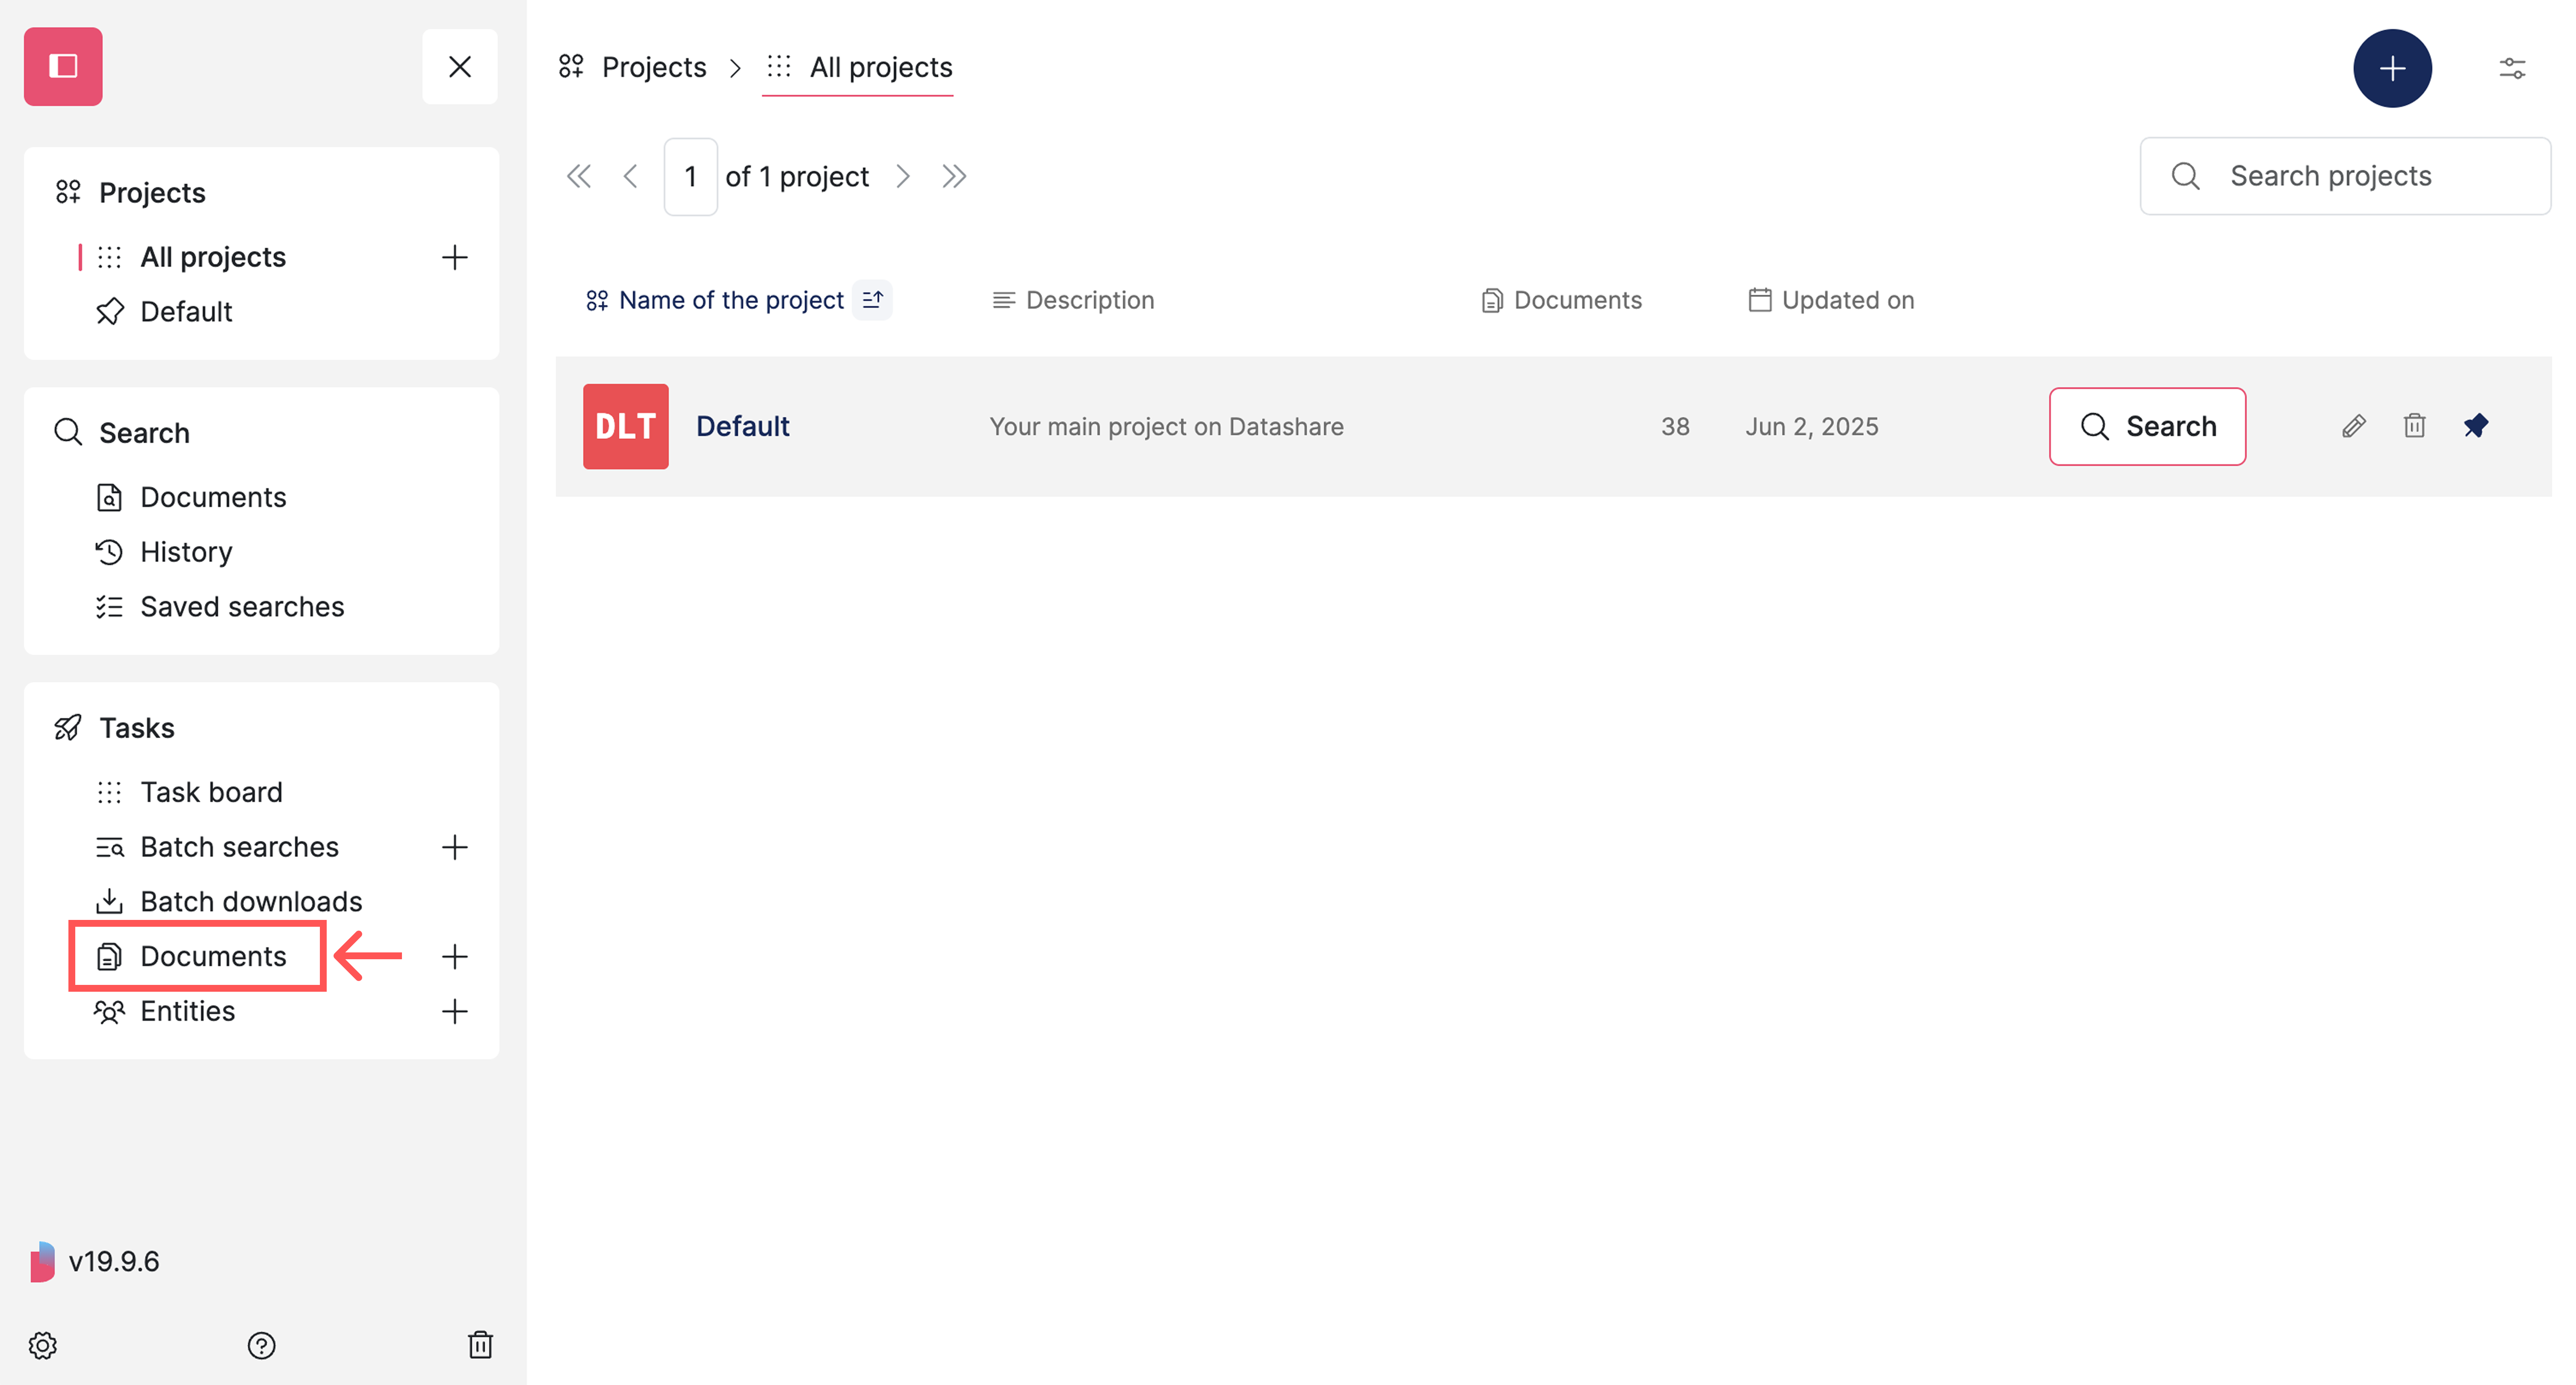 Projects
All projects
Default
Search
Documents
History
Saved searches
Tasks
Task board
Batch searches
Batch downloads
Documents
Entities
v19.9.6
Projects > All projects
1 of 1 project
Search projects
Name of the project Description Documents Updated on
DLT Default Your main project on Datashare 38 Jun 2, 2025 Search